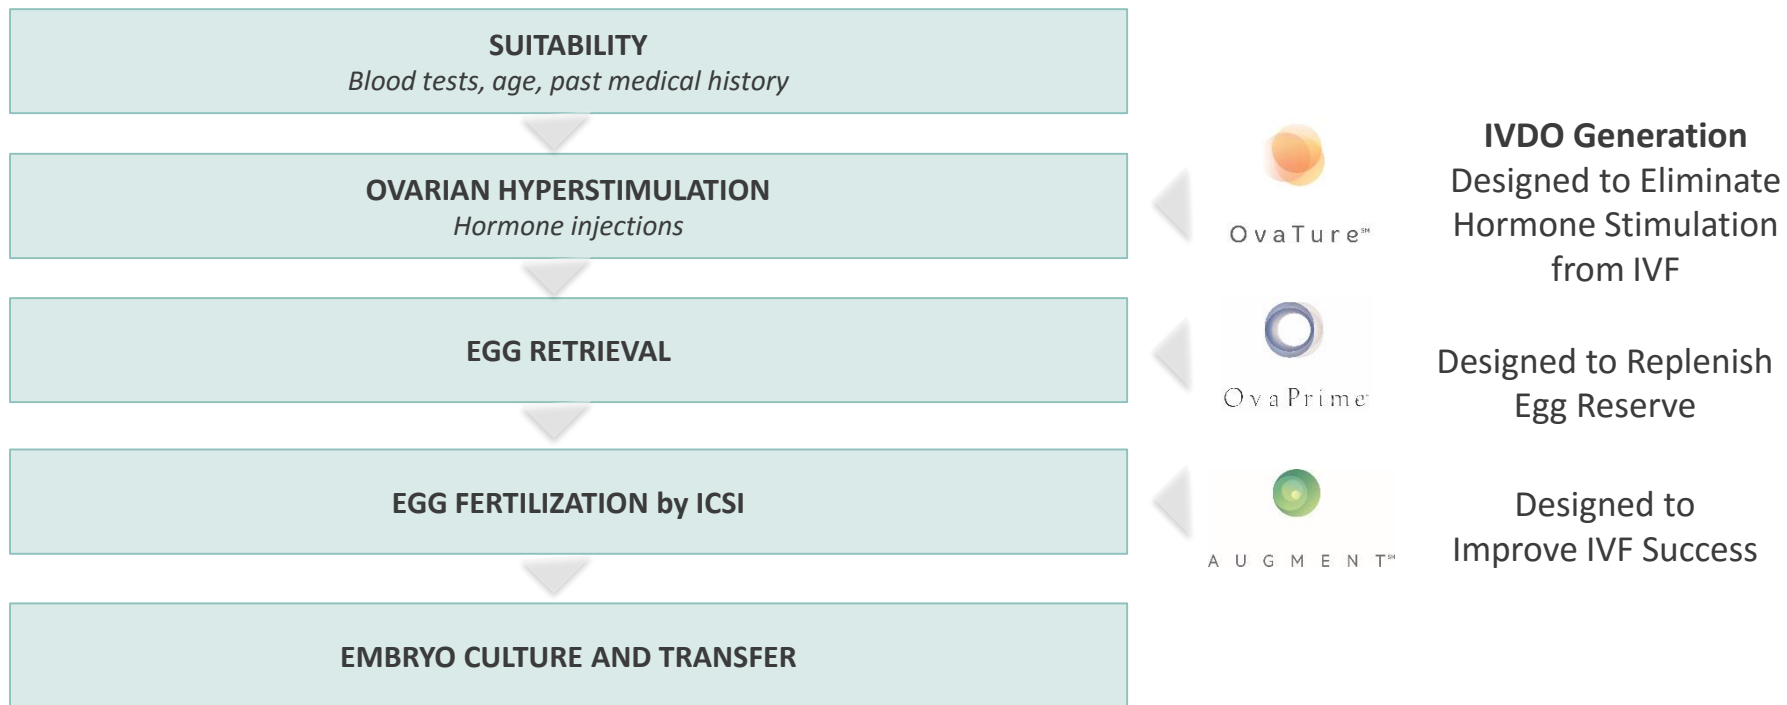 SUITABILITY
Blood tests, age, past medical history
OVARIAN HYPERSTIMULATION
Hormone injections
OvaTure℠
IVDO Generation
Designed to Eliminate
Hormone Stimulation
from IVF
EGG RETRIEVAL
OvaPrime
Designed to Replenish
Egg Reserve
EGG FERTILIZATION by ICSI
AUGMENT℠
Designed to
Improve IVF Success
EMBRYO CULTURE AND TRANSFER